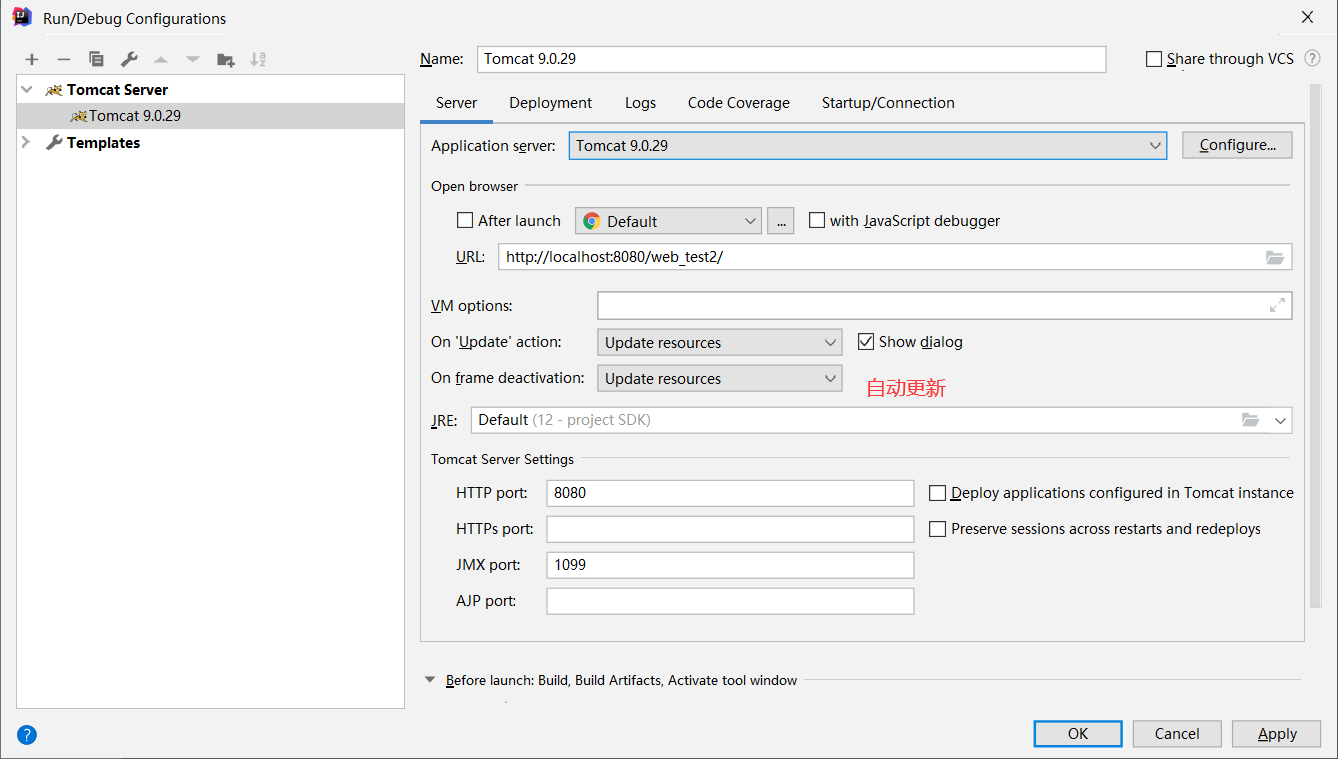 Run/Debug Configurations
Name: Tomcat 9.0.29 Share through VCS ?
Tomcat Server
Tomcat 9.0.29
Templates
Server Deployment Logs Code Coverage Startup/Connection
Application server: Tomcat 9.0.29 Configure...
Open browser
After launch Default ... with JavaScript debugger
URL: http://localhost:8080/web_test2/
VM options:
On 'Update' action: Update resources Show dialog
On frame deactivation: Update resources
自动更新
JRE: Default (12 - project SDK)
Tomcat Server Settings
HTTP port: 8080 Deploy applications configured in Tomcat instance
HTTPs port: Preserve sessions across restarts and redeploys
JMX port: 1099
AJP port:
Before launch: Build, Build Artifacts, Activate tool window
? OK Cancel Apply